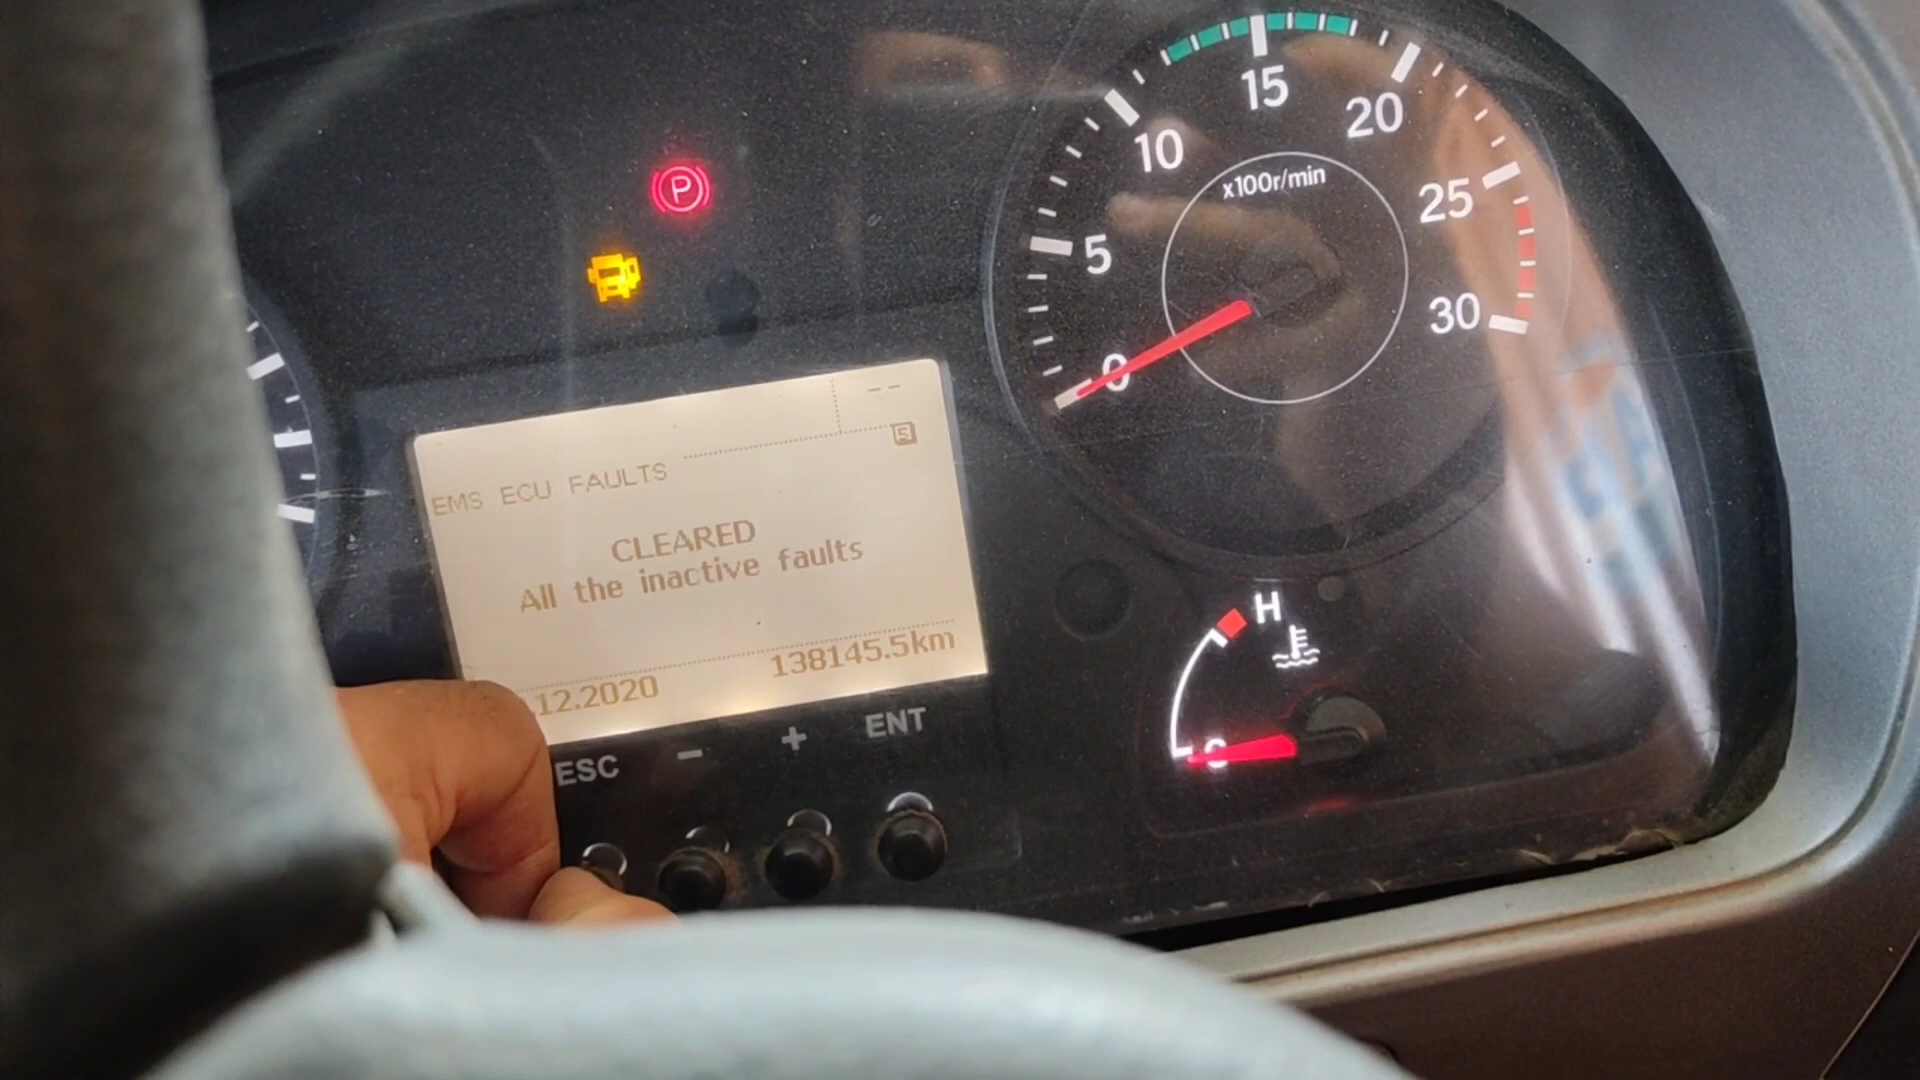 P
0
5
10
15
20
25
30
x100r/min
--
5
EMS ECU FAULTS
CLEARED
All the inactive faults
138145.5km
.12.2020
ESC - + ENT
H
C